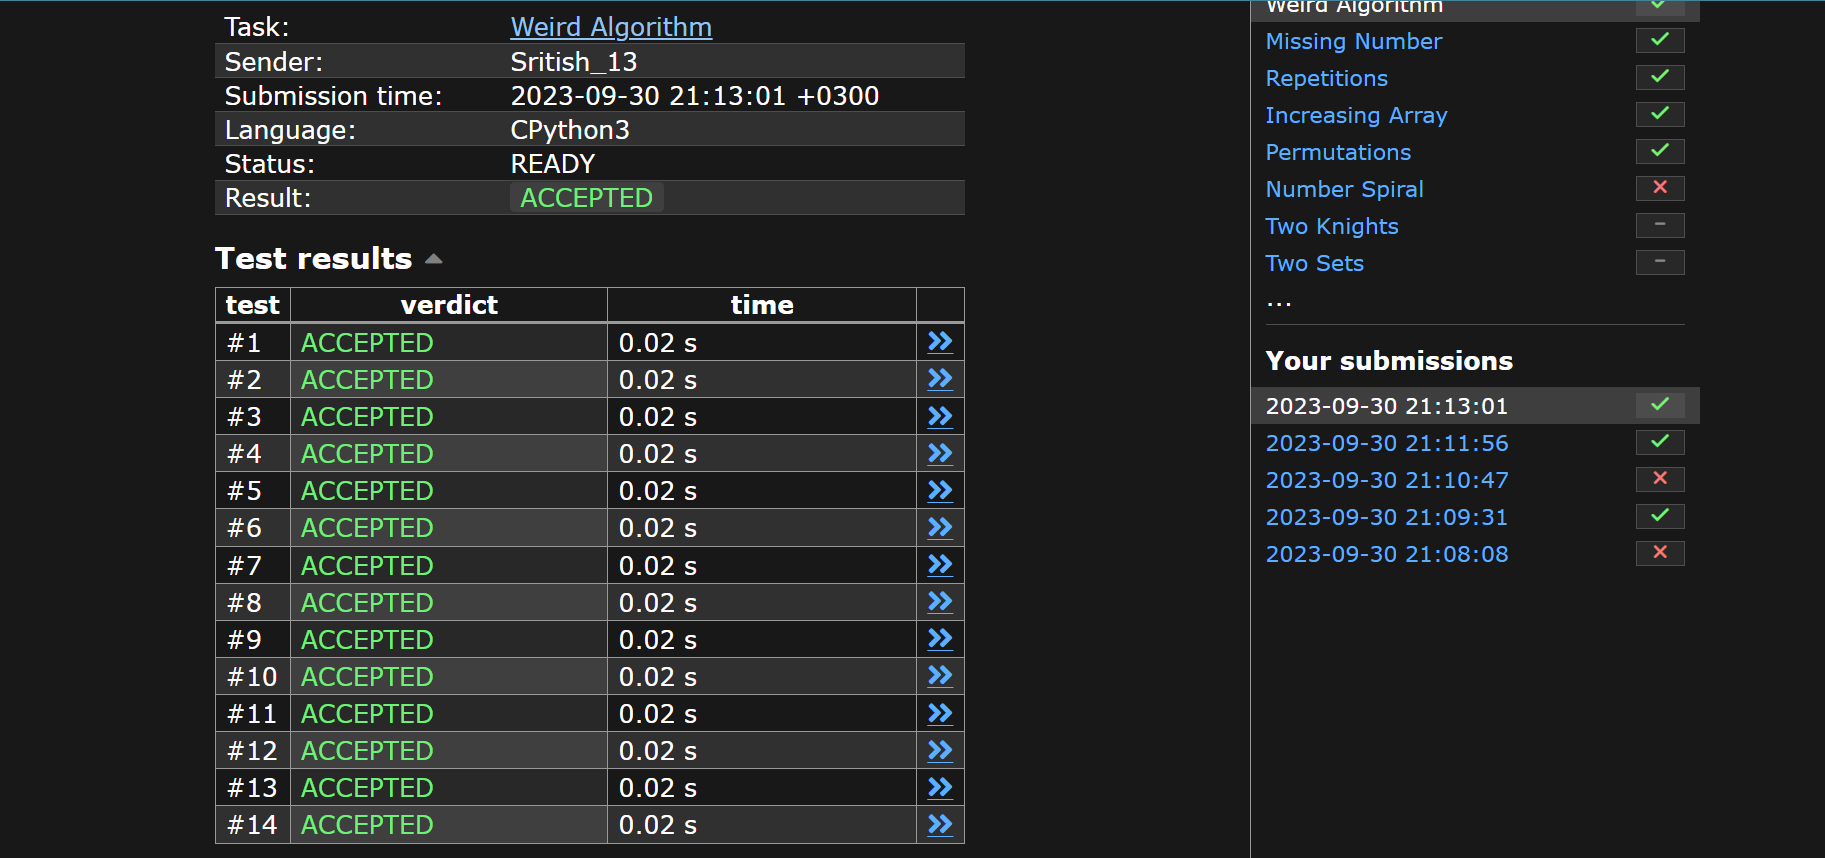 Task: Weird Algorithm
Sender: Sritish_13
Submission time: 2023-09-30 21:13:01 +0300
Language: CPython3
Status: READY
Result: ACCEPTED
Test results
test verdict time
#1 ACCEPTED 0.02 s
#2 ACCEPTED 0.02 s
#3 ACCEPTED 0.02 s
#4 ACCEPTED 0.02 s
#5 ACCEPTED 0.02 s
#6 ACCEPTED 0.02 s
#7 ACCEPTED 0.02 s
#8 ACCEPTED 0.02 s
#9 ACCEPTED 0.02 s
#10 ACCEPTED 0.02 s
#11 ACCEPTED 0.02 s
#12 ACCEPTED 0.02 s
#13 ACCEPTED 0.02 s
#14 ACCEPTED 0.02 s
Weird Algorithm
Missing Number
Repetitions
Increasing Array
Permutations
Number Spiral
Two Knights –
Two Sets –
...
Your submissions
2023-09-30 21:13:01
2023-09-30 21:11:56
2023-09-30 21:10:47
2023-09-30 21:09:31
2023-09-30 21:08:08